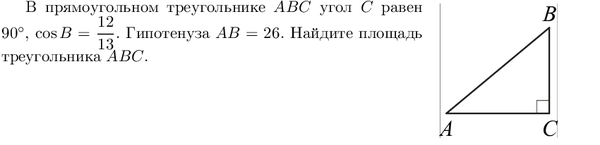 В прямоугольном треугольнике ABC угол C равен
90°, cos B = 12/13. Гипотенуза AB = 26. Найдите площадь
треугольника ABC.
B
A
C